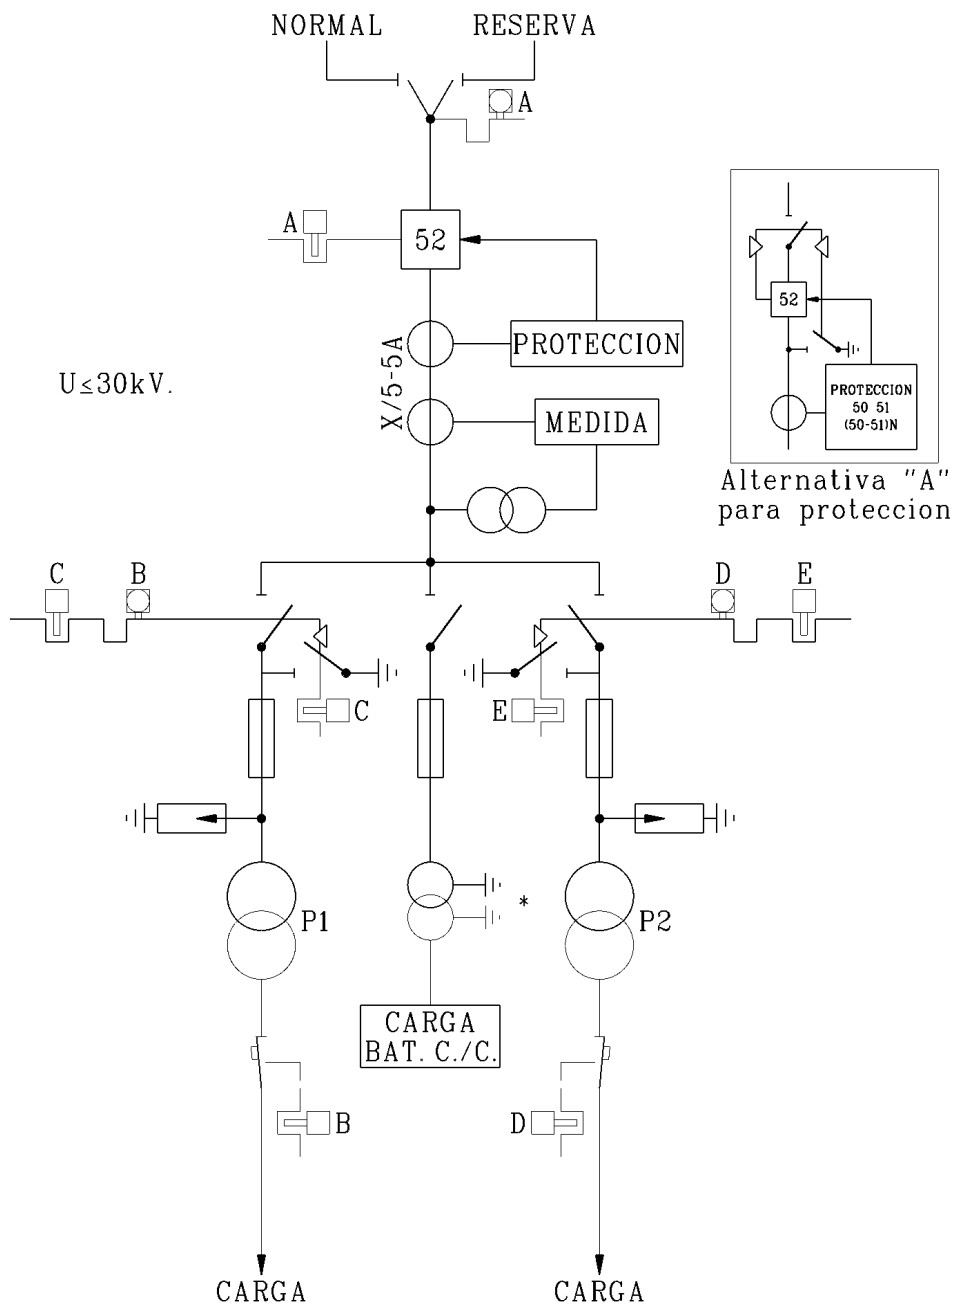 NORMAL
RESERVA
A
A
52
X/5-5A
PROTECCION
MEDIDA
U≤30kV.
52
PROTECCION
50 51
(50-51)N
Alternativa "A"
para proteccion
C
B
D
E
C
E
P1
*
P2
CARGA
BAT. C./C.
B
D
CARGA
CARGA